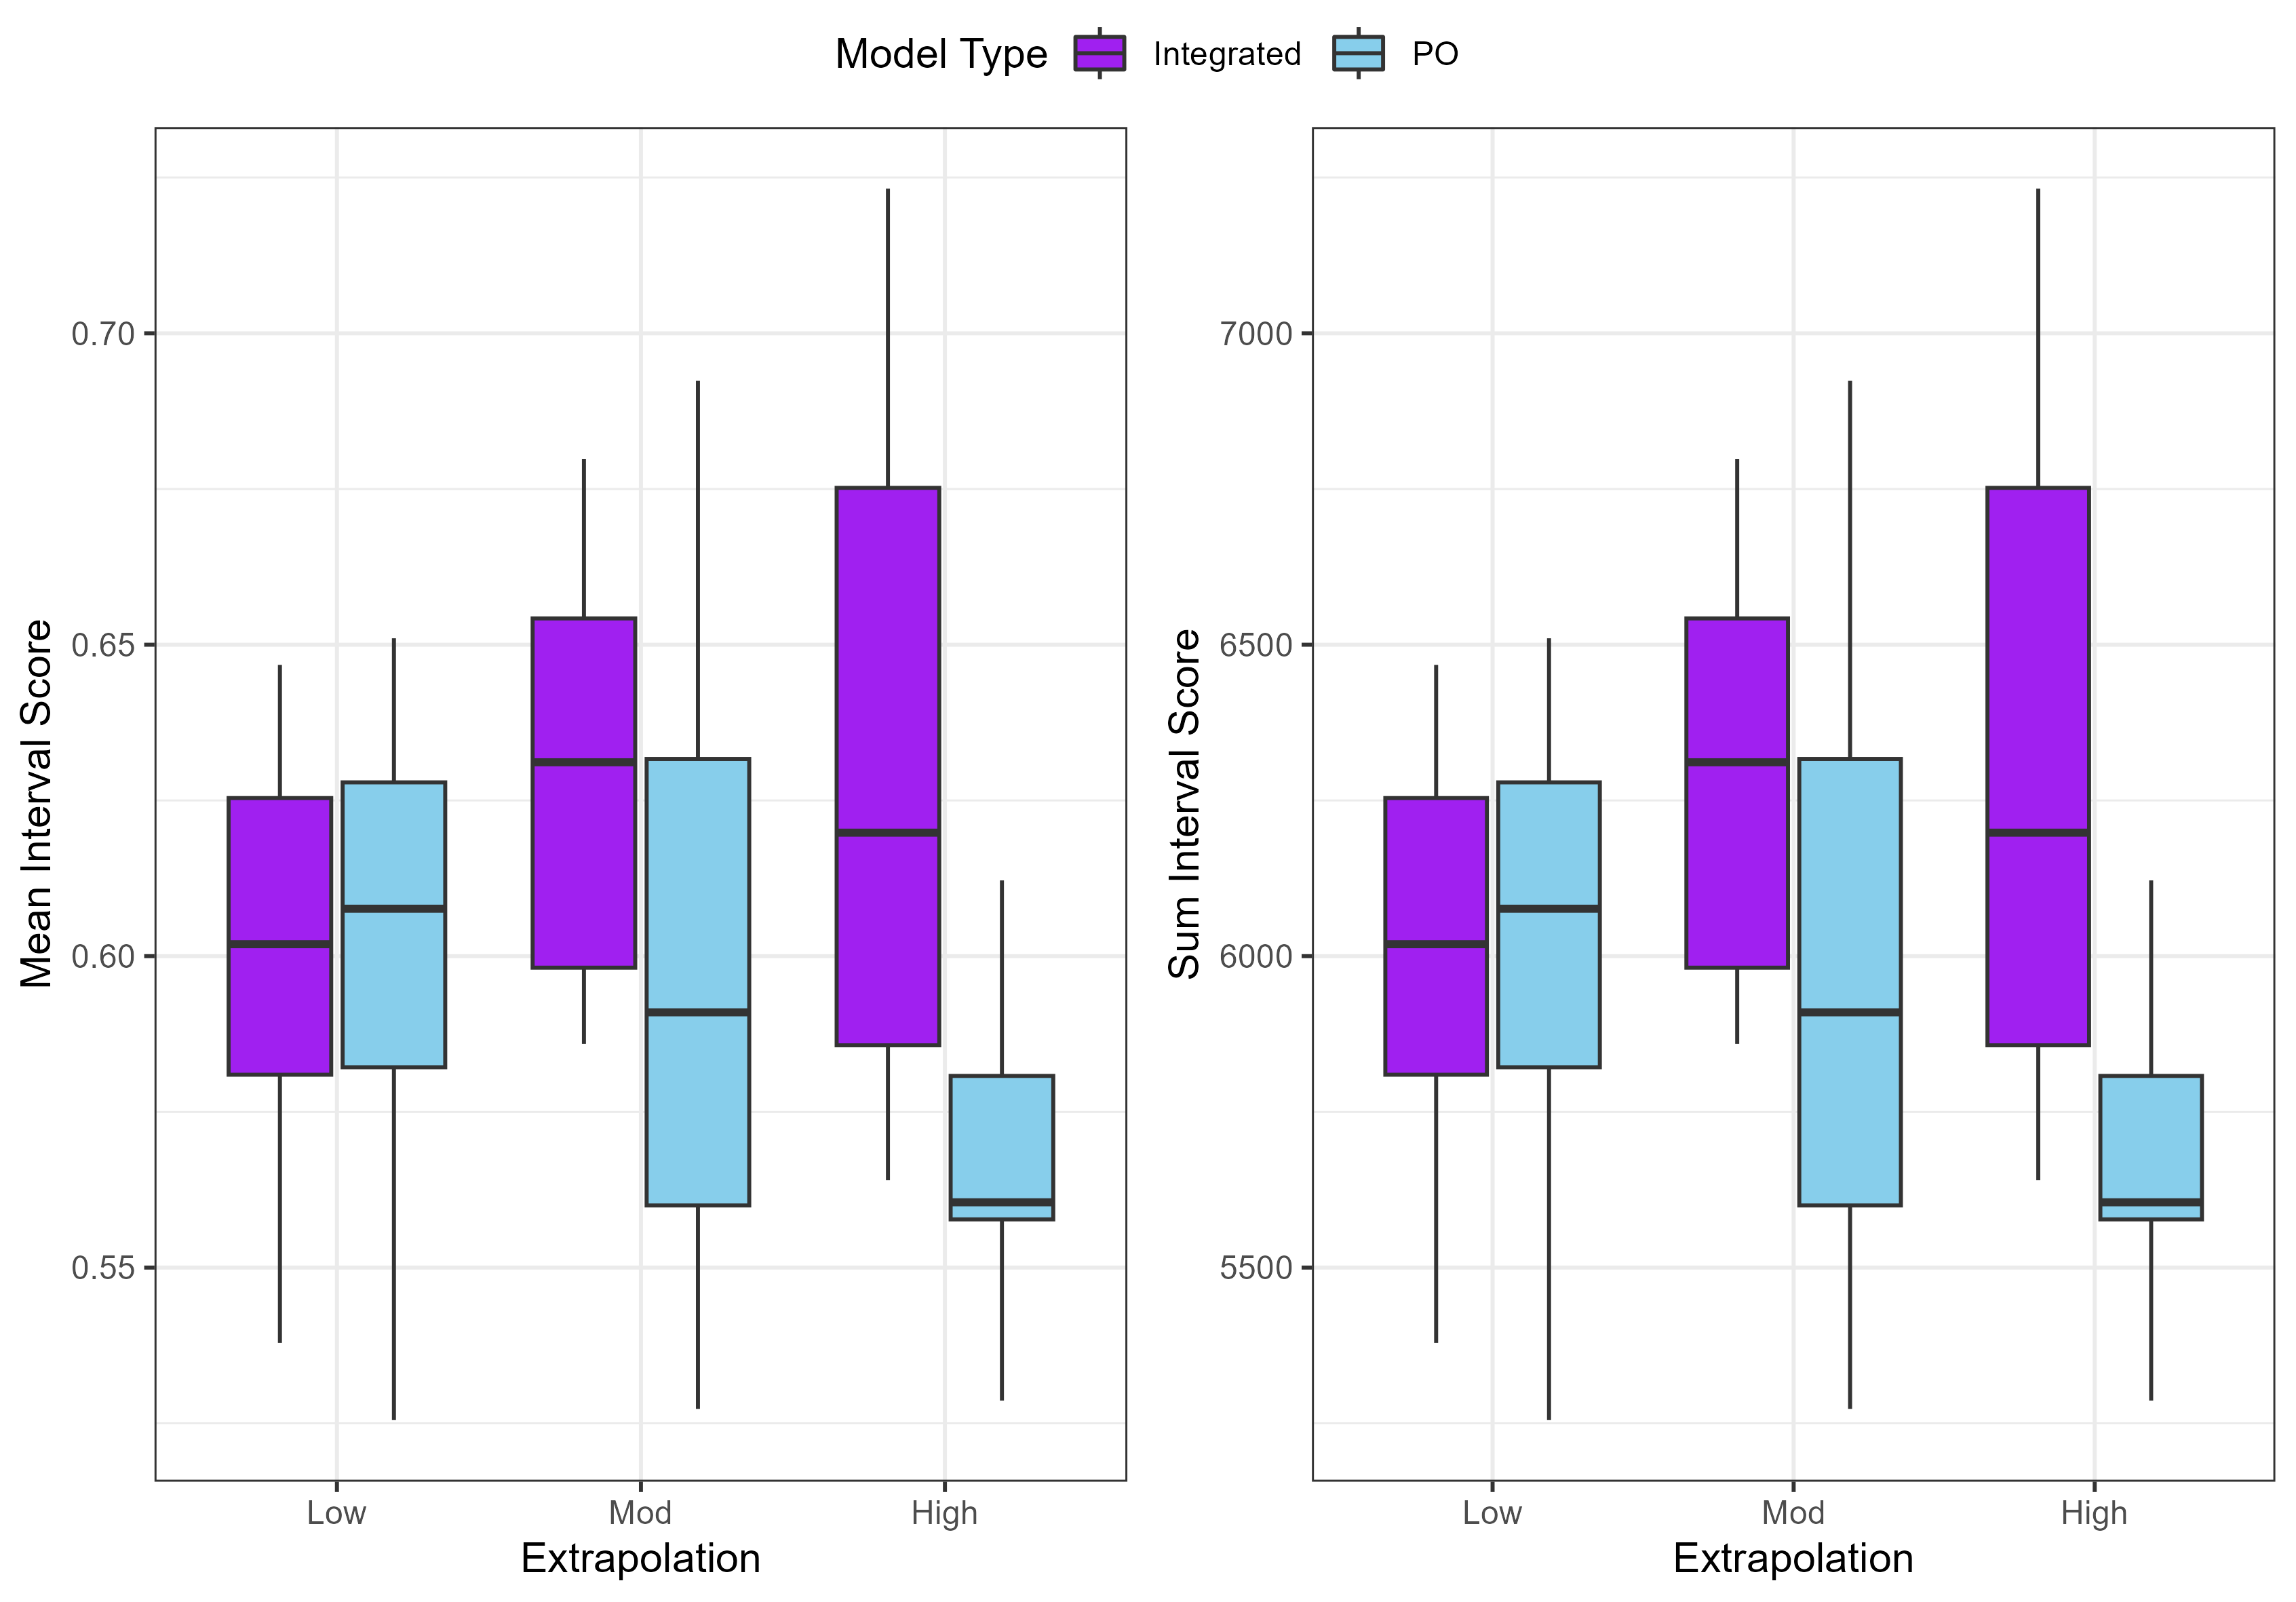 Model Type Integrated PO
Mean Interval Score
0.70
0.65
0.60
0.55
Low Mod High
Extrapolation
Sum Interval Score
7000
6500
6000
5500
Low Mod High
Extrapolation